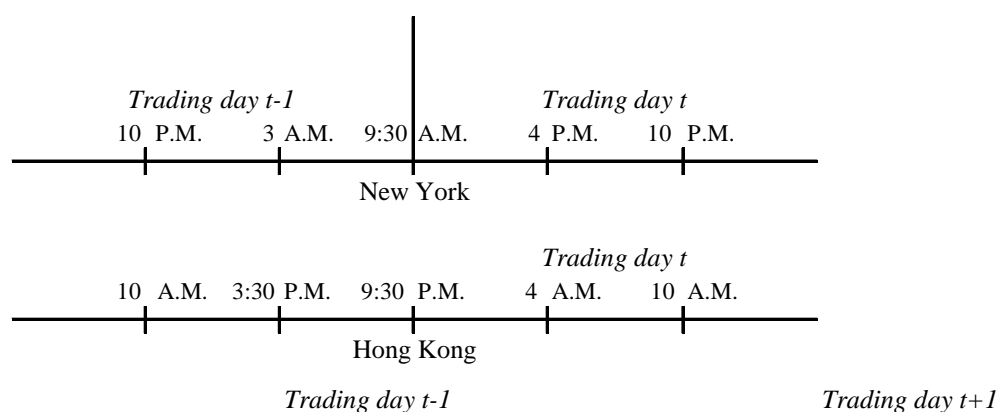 Trading day t-1 Trading day t
10 P.M. 3 A.M. 9:30 A.M. 4 P.M. 10 P.M.
New York
Trading day t
10 A.M. 3:30 P.M. 9:30 P.M. 4 A.M. 10 A.M.
Hong Kong
Trading day t-1 Trading day t+1